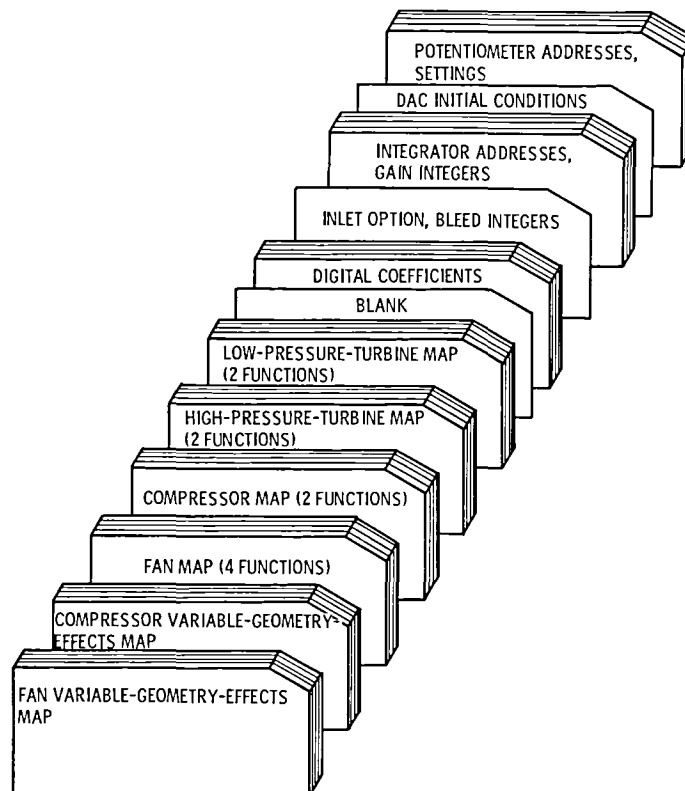 POTENTIOMETER ADDRESSES,
SETTINGS
DAC INITIAL CONDITIONS
INTEGRATOR ADDRESSES,
GAIN INTEGERS
INLET OPTION, BLEED INTEGERS
DIGITAL COEFFICIENTS
BLANK
LOW-PRESSURE-TURBINE MAP
(2 FUNCTIONS)
HIGH-PRESSURE-TURBINE MAP
(2 FUNCTIONS)
COMPRESSOR MAP (2 FUNCTIONS)
FAN MAP (4 FUNCTIONS)
COMPRESSOR VARIABLE-GEOMETRY-
EFFECTS MAP
FAN VARIABLE-GEOMETRY-EFFECTS
MAP